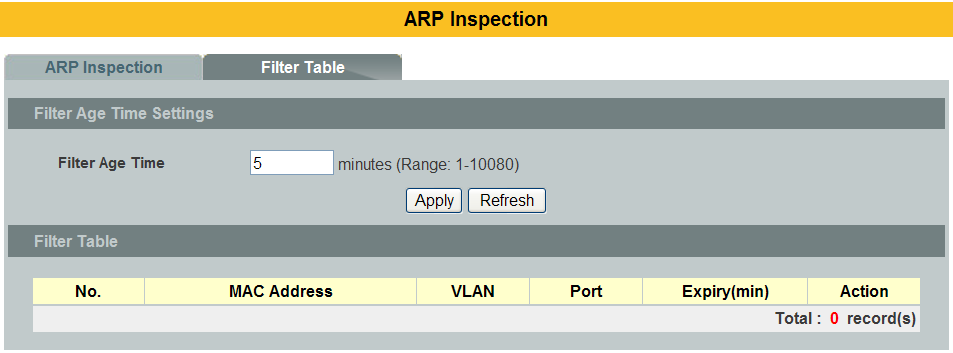 ARP Inspection
ARP Inspection Filter Table
Filter Age Time Settings
Filter Age Time 5 minutes (Range: 1-10080)
Apply Refresh
Filter Table
No. MAC Address VLAN Port Expiry(min) Action
Total : 0 record(s)